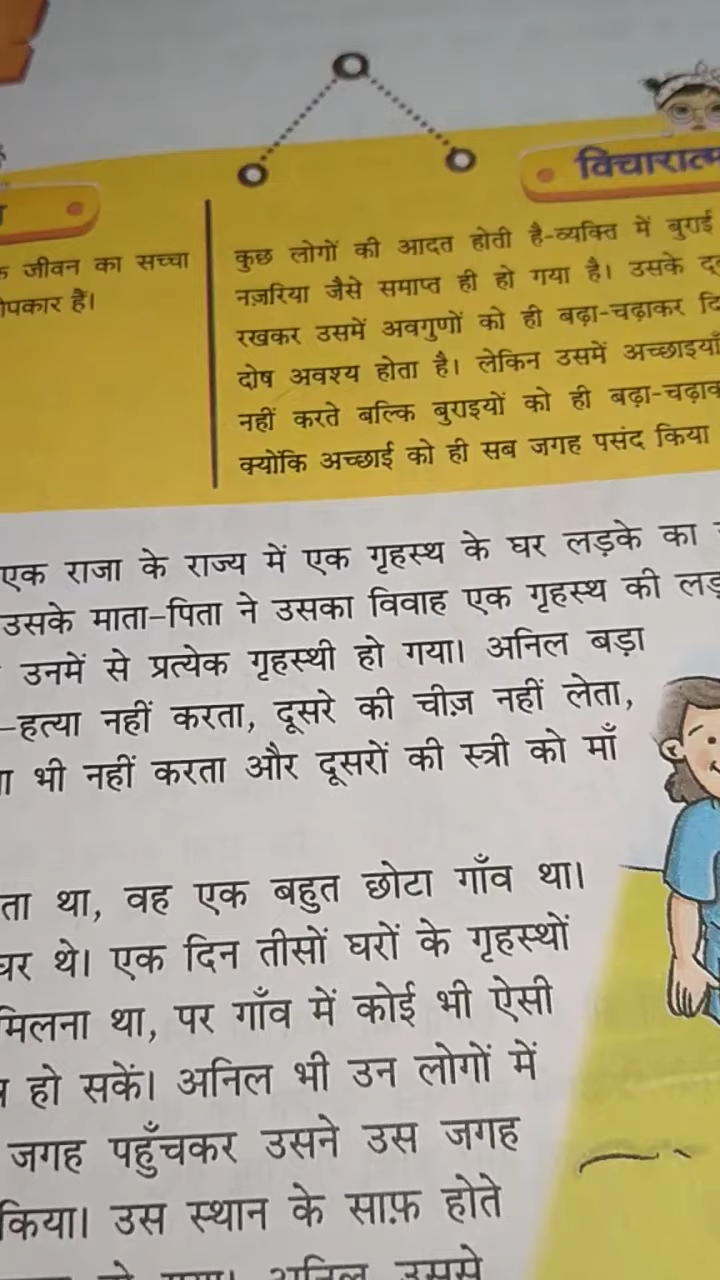 विचारात्म
जीवन का सच्चा
कुछ लोगों की आदत होती है-व्यक्ति में बुराई
नज़रिया जैसे समाप्त ही हो गया है। उसके
रखकर उसमें अवगुणों को ही बढ़ा-चढ़ाकर
दोष अवश्य होता है। लेकिन उसमें अच्छाइयाँ
नहीं करते बल्कि बुराइयों को ही बढ़ा-चढ़ाक
क्योंकि अच्छाई को ही सब जगह पसंद किया
एक राजा के राज्य में एक गृहस्थ के घर लड़के का
उसके माता-पिता ने उसका विवाह एक गृहस्थ की
उनमें से प्रत्येक गृहस्थी हो गया। अनिल बड़ा
-हत्या नहीं करता, दूसरे की चीज़ नहीं लेता,
भी नहीं करता और दूसरों की स्त्री को माँ
ता था, वह एक बहुत छोटा गाँव था।
घर थे। एक दिन तीसों घरों के गृहस्थों
मिलना था, पर गाँव में कोई भी ऐसी
हो सकें। अनिल भी उन लोगों में
जगह पहुँचकर उसने उस जगह
किया। उस स्थान के साफ़ होते
गया। अनिल उससे